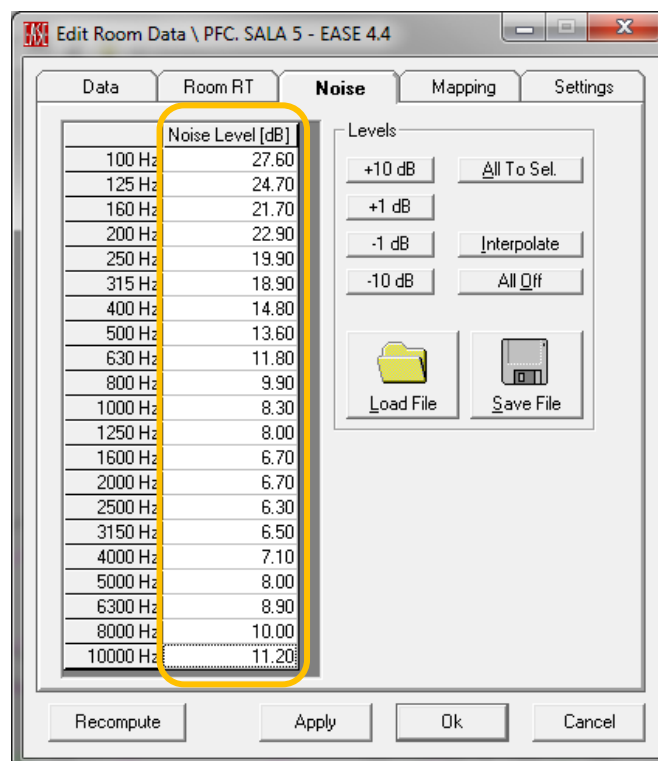 EASE Edit Room Data \ PFC. SALA 5 - EASE 4.4
Data Room RT Noise Mapping Settings
Noise Level [dB]
100 Hz 27.60
125 Hz 24.70
160 Hz 21.70
200 Hz 22.90
250 Hz 19.90
315 Hz 18.90
400 Hz 14.80
500 Hz 13.60
630 Hz 11.80
800 Hz 9.90
1000 Hz 8.30
1250 Hz 8.00
1600 Hz 6.70
2000 Hz 6.70
2500 Hz 6.30
3150 Hz 6.50
4000 Hz 7.10
5000 Hz 8.00
6300 Hz 8.90
8000 Hz 10.00
10000 Hz 11.20
Levels
+10 dB All To Sel.
+1 dB
-1 dB Interpolate
-10 dB All Off
Load File Save File
Recompute Apply Ok Cancel